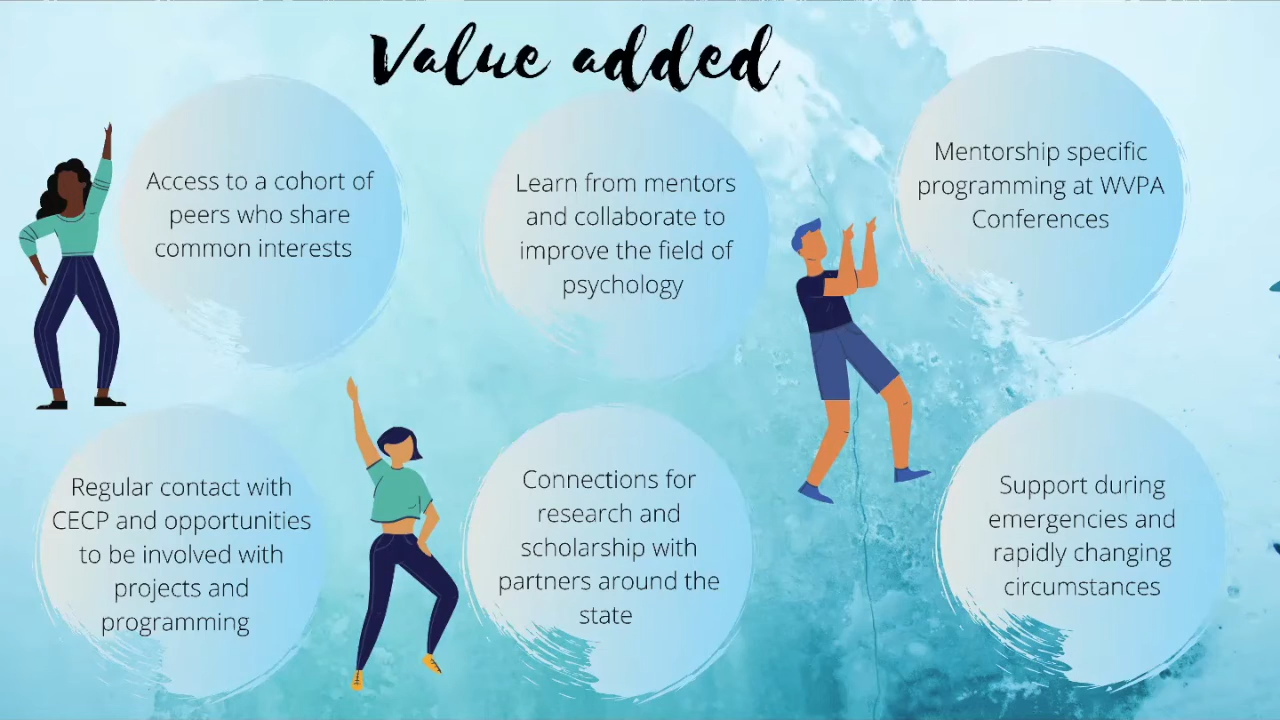 Value added
Access to a cohort of
peers who share
common interests
Learn from mentors
and collaborate to
improve the field of
psychology
Mentorship specific
programming at WVPA
Conferences
Regular contact with
CECP and opportunities
to be involved with
projects and
programming
Connections for
research and
scholarship with
partners around the
state
Support during
emergencies and
rapidly changing
circumstances